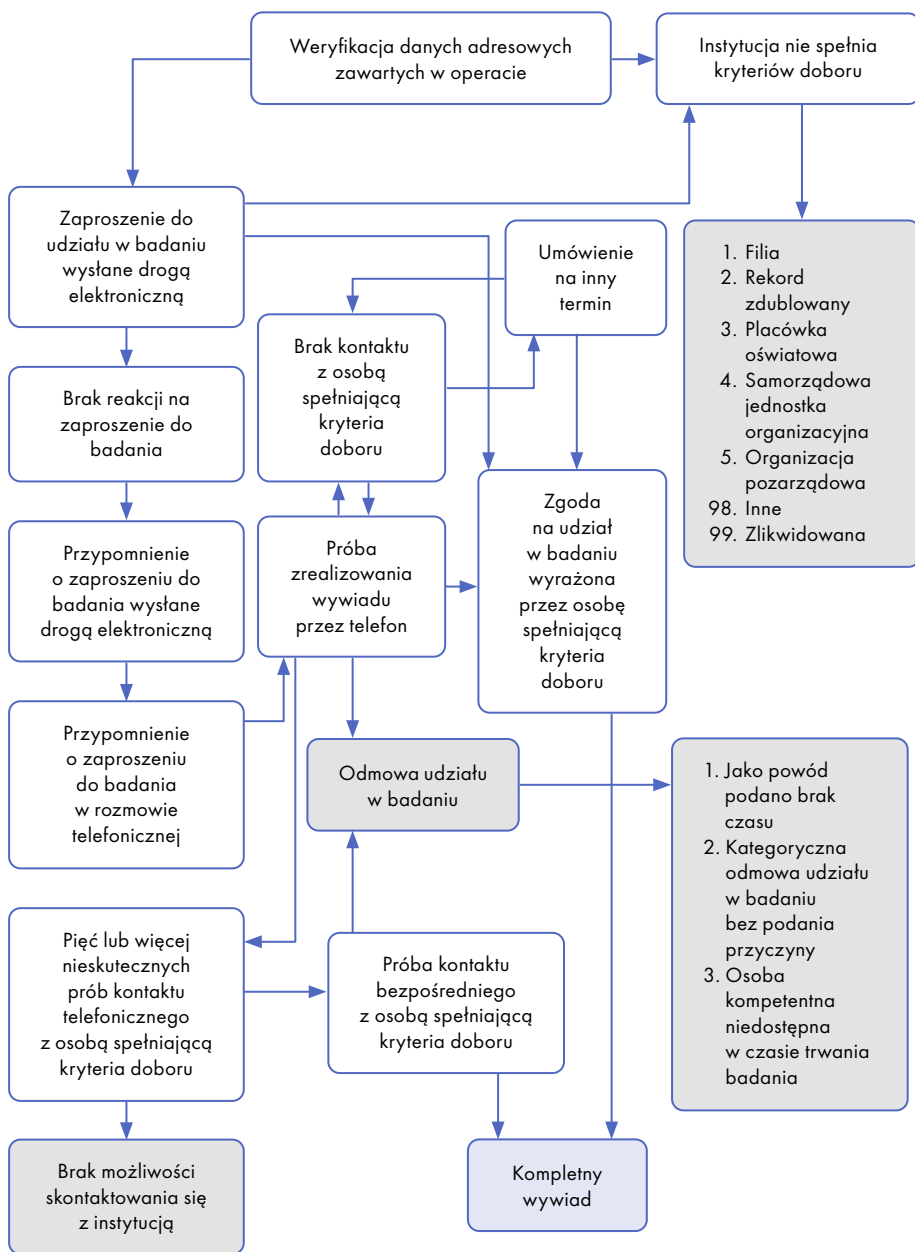 Weryfikacja danych adresowych
zawartych w operacie
Instytucja nie spełnia
kryteriów doboru
Zaproszenie do
udziału w badaniu
wysłane drogą
elektroniczną
Umówienie
na inny
termin
1. Filia
2. Rekord
zdublowany
3. Placówka
oświatowa
4. Samorządowa
jednostka
organizacyjna
5. Organizacja
pozarządowa
98. Inne
99. Zlikwidowana
Brak kontaktu
z osobą
spełniającą
kryteria
doboru
Brak reakcji na
zaproszenie do
badania
Zgoda
na udział
w badaniu
wyrażona
przez osobę
spełniającą
kryteria
doboru
Przypomnienie
o zaproszeniu do
badania wysłane
drogą elektroniczną
Próba
zrealizowania
wywiadu
przez telefon
Przypomnienie
o zaproszeniu
do badania
w rozmowie
telefonicznej
Odmowa udziału
w badaniu
1. Jako powód
podano brak
czasu
2. Kategoryczna
odmowa udziału
w badaniu
bez podania
przyczyny
3. Osoba
kompetentna
niedostępna
w czasie trwania
badania
Pięć lub więcej
nieskutecznych
prób kontaktu
telefonicznego
z osobą spełniającą
kryteria doboru
Próba kontaktu
bezpośredniego
z osobą spełniającą
kryteria doboru
Brak możliwości
skontaktowania się
z instytucją
Kompletny
wywiad